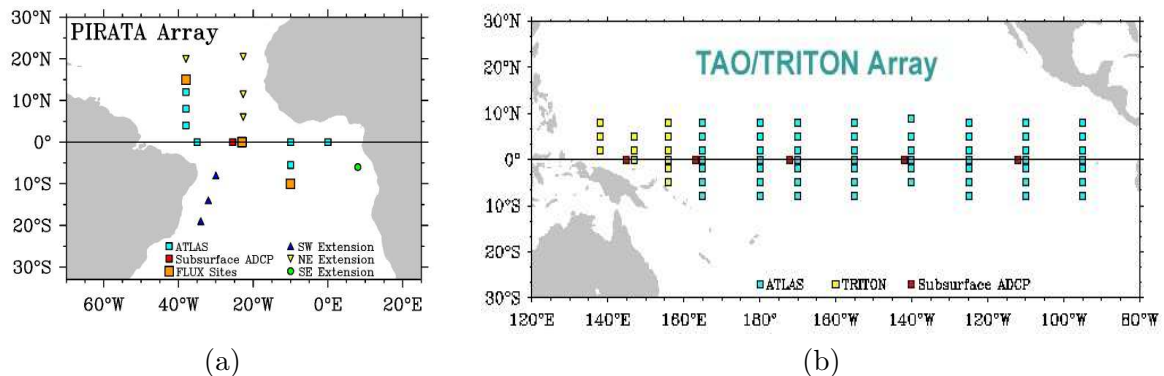 PIRATA Array
30°N
20°N
10°N
0°
10°S
20°S
30°S
ATLAS
Subsurface ADCP
FLUX Sites
SW Extension
NE Extension
SE Extension
60°W 40°W 20°W 0°E 20°E
(a)
TAO/TRITON Array
30°N
20°N
10°N
0°
10°S
20°S
30°S
ATLAS TRITON Subsurface ADCP
120°E 140°E 160°E 180° 160°W 140°W 120°W 100°W 80°W
(b)